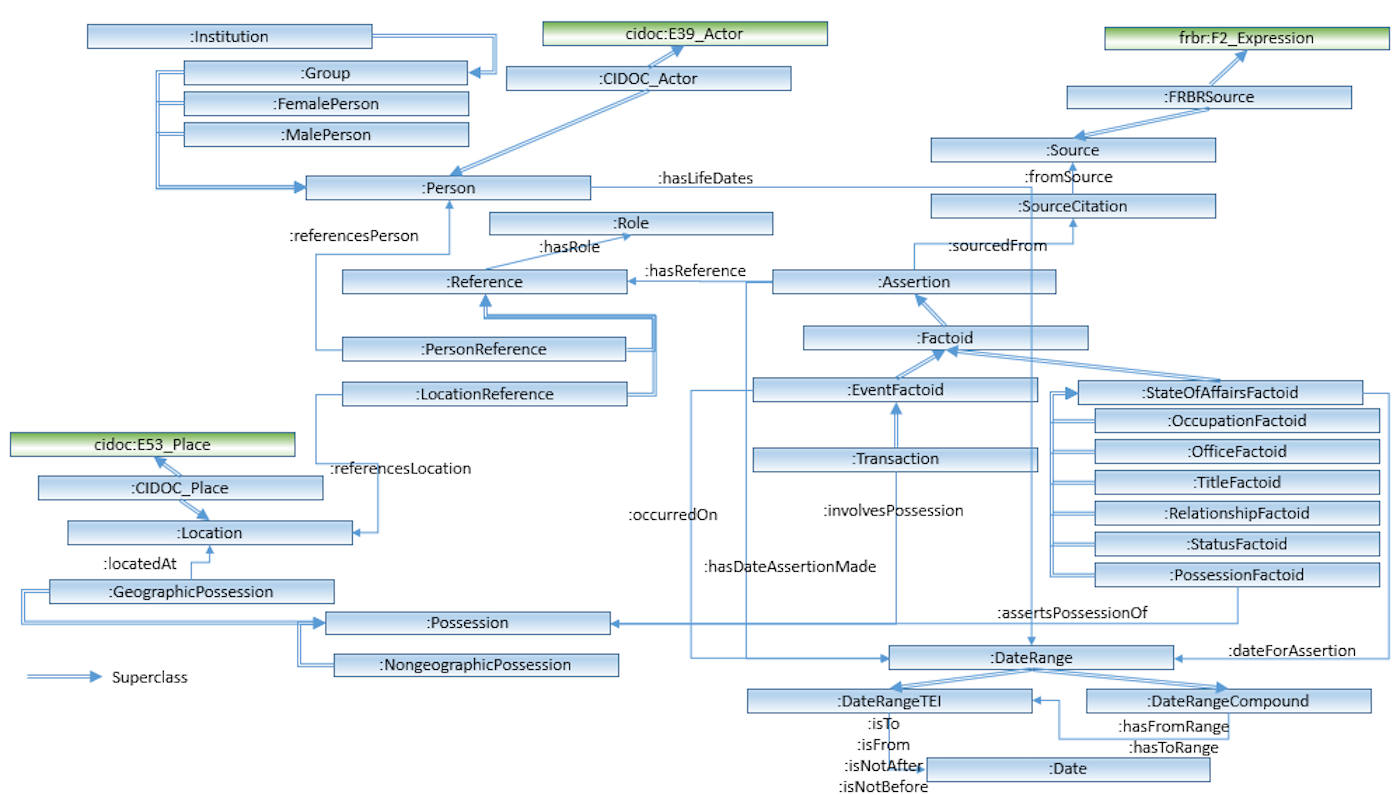 :Institution
cidoc:E39_Actor
frbr:F2_Expression
:Group
:CIDOC_Actor
:FemalePerson
:FRBRSource
:MalePerson
:Source
:Person
:hasLifeDates
:fromSource
:SourceCitation
:Role
:referencesPerson
:hasRole
:sourcedFrom
:Reference
:hasReference
:Assertion
:Factoid
:PersonReference
:LocationReference
:EventFactoid
:StateOfAffairsFactoid
:OccupationFactoid
cidoc:E53_Place
:OfficeFactoid
:Transaction
:referencesLocation
:CIDOC_Place
:TitleFactoid
:occurredOn
:involvesPossession
:RelationshipFactoid
:Location
:StatusFactoid
:locatedAt
:hasDateAssertionMade
:PossessionFactoid
:GeographicPossession
:assertsPossessionOf
:Possession
:dateForAssertion
:DateRange
:NongeographicPossession
Superclass
:DateRangeTEI
:DateRangeCompound
:isTo
:hasFromRange
:isFrom
:hasToRange
:isNotAfter
:Date
:isNotBefore